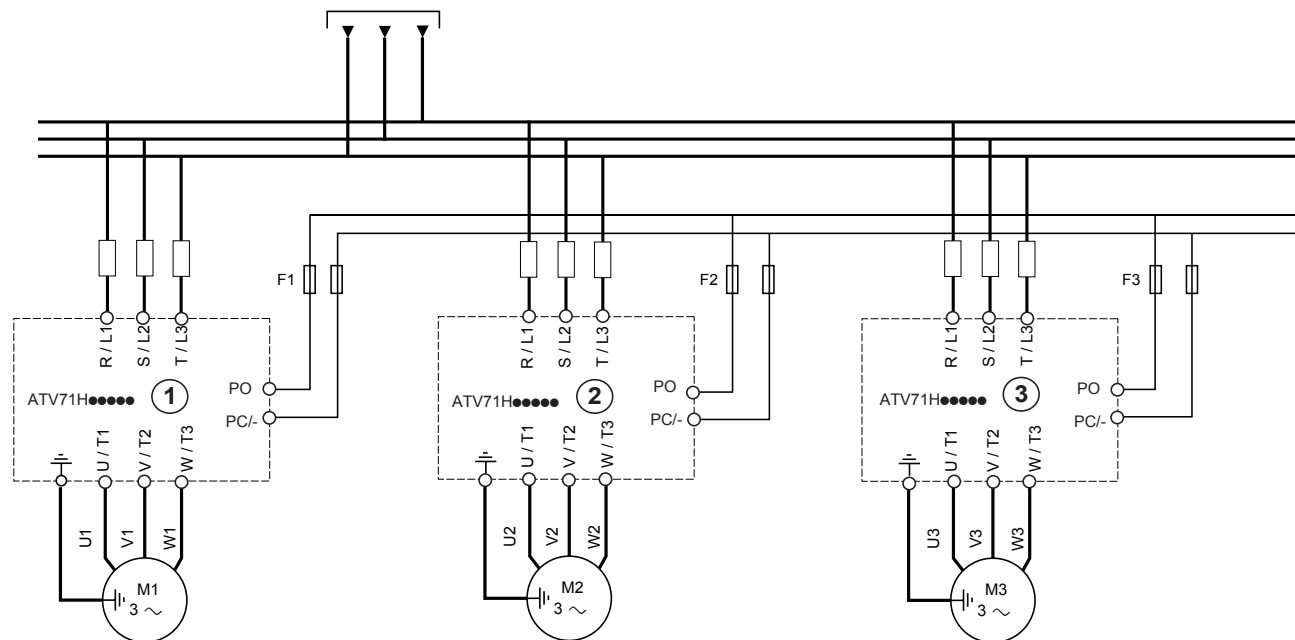 F1
F2
F3
R / L1
S / L2
T / L3
R / L1
S / L2
T / L3
R / L1
S / L2
T / L3
ATV71H●●●●●
1
PO
PC/-
ATV71H●●●●●
2
PO
PC/-
ATV71H●●●●●
3
PO
PC/-
U / T1
V / T2
W / T3
U / T1
V / T2
W / T3
U / T1
V / T2
W / T3
U1
V1
W1
U2
V2
W2
U3
V3
W3
M1
3 ~
M2
3 ~
M3
3 ~